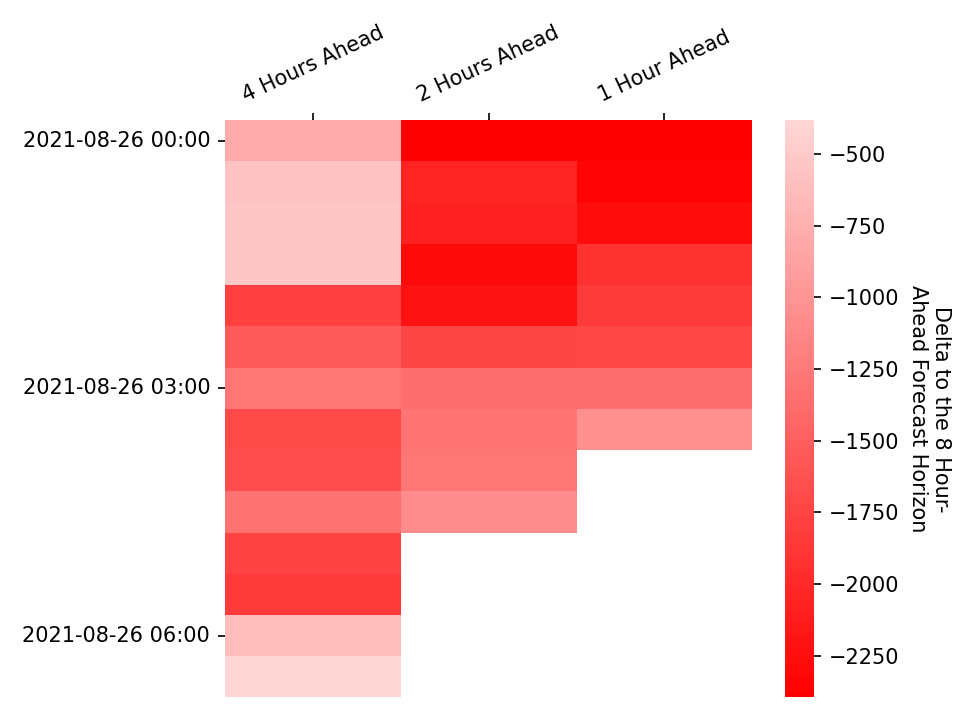 4 Hours Ahead
2 Hours Ahead
1 Hour Ahead
2021-08-26 00:00
2021-08-26 03:00
2021-08-26 06:00
−500
−750
−1000
−1250
−1500
−1750
−2000
−2250
Delta to the 8 Hour-
Ahead Forecast Horizon